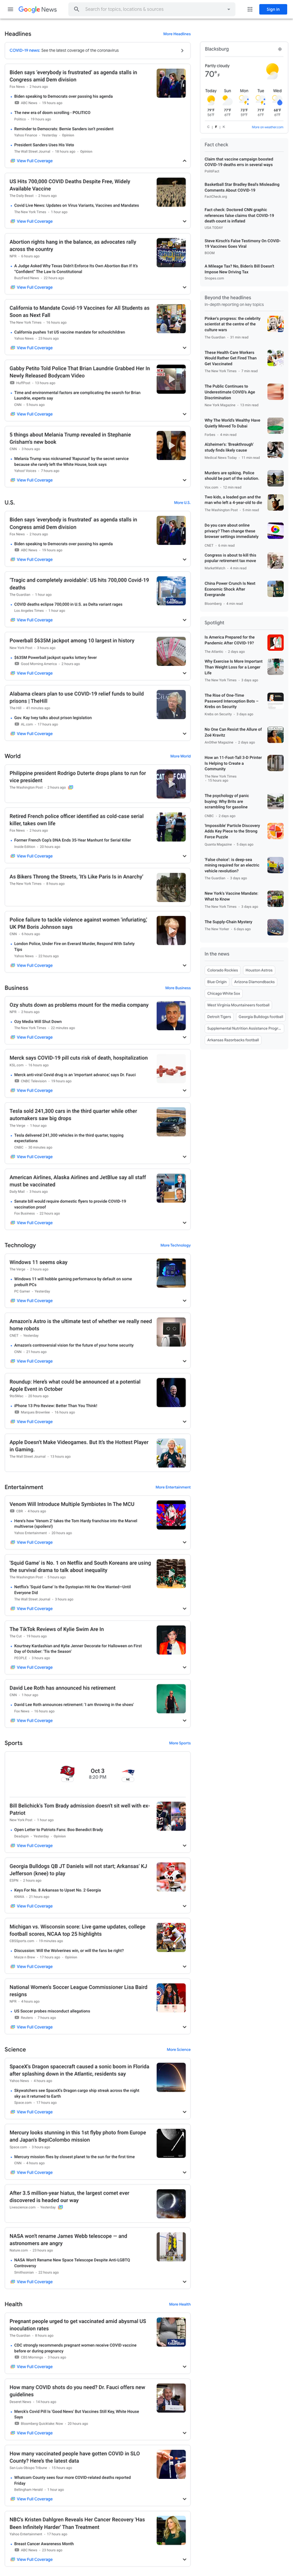 Google News
Search for topics, locations & sources
Sign in
Headlines
More Headlines
COVID-19 news: See the latest coverage of the coronavirus
Biden says 'everybody is frustrated' as agenda stalls in
Congress amid Dem division
Fox News · 2 hours ago
Biden speaking to Democrats over passing his agenda
ABC News · 19 hours ago
The new era of doom scrolling - POLITICO
Reminder to Democrats: Bernie Sanders isn't president
Yahoo Finance · Yesterday · Opinion
President Sanders Uses His Veto
The Wall Street Journal · 19 hours ago · Opinion
View Full Coverage
US Hits 700,000 COVID Deaths Despite Free, Widely
Available Vaccine
The Daily Beast · 2 hours ago
Covid Live News: Updates on Virus Variants, Vaccines and Mandates
The New York Times · 1 hour ago
View Full Coverage
Abortion rights hang in the balance, as advocates rally
across the country
A Judge Asked Why Texas Didn't Enforce Its Own Abortion Ban If It's
"Confident" The Law Is Constitutional
BuzzFeed News · 22 hours ago
View Full Coverage
California to Mandate Covid-19 Vaccines for All Students as
Soon as Next Fall
The New York Times
California pushes 1st US vaccine mandate for schoolchildren
View Full Coverage
Gabby Petito Told Police That Brian Laundrie Grabbed Her In
Newly Released Bodycam Video
Time and environmental factors are complicating the search for Brian
Laundrie, experts say
View Full Coverage
5 things about Melania Trump revealed in Stephanie
Grisham's new book
Melania Trump was nicknamed 'Rapunzel' by the secret service
because she rarely left the White House, book says
View Full Coverage
U.S.
More U.S.
Biden says 'everybody is frustrated' as agenda stalls in
Congress amid Dem division
Fox News · 2 hours ago
Biden speaking to Democrats over passing his agenda
ABC News · 19 hours ago
View Full Coverage
'Tragic and completely avoidable': US hits 700,000 Covid-19
deaths
The Guardian · 1 hour ago
COVID deaths eclipse 700,000 in U.S. as Delta variant rages
View Full Coverage
Powerball $635M jackpot among 10 largest in history
$635M Powerball jackpot sparks lottery fever
View Full Coverage
Alabama clears plan to use COVID-19 relief funds to build
prisons | TheHill
Gov. Kay Ivey talks about prison legislation
View Full Coverage
World
More World
Philippine president Rodrigo Duterte drops plans to run for
vice president
Retired French police officer identified as cold-case serial
killer, takes own life
Former French Cop's DNA Ends 35-Year Manhunt for Serial Killer
View Full Coverage
As Bikers Throng the Streets, 'It's Like Paris Is in Anarchy'
Police failure to tackle violence against women 'infuriating,'
UK PM Boris Johnson says
London Police, Under Fire on Everard Murder, Respond With Safety
Tips
View Full Coverage
Business
More Business
Ozy shuts down as problems mount for the media company
Ozy Media Will Shut Down
View Full Coverage
Merck says COVID-19 pill cuts risk of death, hospitalization
Merck anti-viral Covid drug is an 'important advance,' says Dr. Fauci
View Full Coverage
Tesla sold 241,300 cars in the third quarter while other
automakers saw big drops
Tesla delivered 241,300 vehicles in the third quarter, topping
expectations
View Full Coverage
American Airlines, Alaska Airlines and JetBlue say all staff
must be vaccinated
Senate bill would require domestic flyers to provide COVID-19
vaccination proof
View Full Coverage
Technology
More Technology
Windows 11 seems okay
Windows 11 will hobble gaming performance by default on some
prebuilt PCs
View Full Coverage
Amazon's Astro is the ultimate test of whether we really need
home robots
Amazon's controversial vision for the future of your home security
View Full Coverage
Roundup: Here's what could be announced at a potential
Apple Event in October
iPhone 13 Pro Review: Better Than You Think!
View Full Coverage
Apple Doesn't Make Videogames. But It's the Hottest Player
in Gaming.
Entertainment
More Entertainment
Venom Will Introduce Multiple Symbiotes In The MCU
Here's how 'Venom 2' takes the Tom Hardy franchise into the Marvel
multiverse (spoilers!)
View Full Coverage
'Squid Game' is No. 1 on Netflix and South Koreans are using
the survival drama to talk about inequality
Netflix's 'Squid Game' Is the Dystopian Hit No One Wanted—Until
Everyone Did
View Full Coverage
The TikTok Reviews of Kylie Swim Are In
Kourtney Kardashian and Kylie Jenner Decorate for Halloween on First
Day of October: 'Tis the Season'
View Full Coverage
David Lee Roth has announced his retirement
David Lee Roth announces retirement: 'I am throwing in the shoes'
View Full Coverage
Sports
More Sports
Oct 3
8:20 PM
Bill Belichick's Tom Brady admission doesn't sit well with ex-
Patriot
Open Letter to Patriots Fans: Boo Benedict Brady
View Full Coverage
Georgia Bulldogs QB JT Daniels will not start; Arkansas' KJ
Jefferson (knee) to play
Keys For No. 8 Arkansas to Upset No. 2 Georgia
View Full Coverage
Michigan vs. Wisconsin score: Live game updates, college
football scores, NCAA top 25 highlights
Discussion: Will the Wolverines win, or will the fans be right?
View Full Coverage
National Women's Soccer League Commissioner Lisa Baird
resigns
US Soccer probes misconduct allegations
View Full Coverage
Science
More Science
SpaceX's Dragon spacecraft caused a sonic boom in Florida
after splashing down in the Atlantic, residents say
Skywatchers see SpaceX's Dragon cargo ship streak across the night
sky as it returned to Earth
View Full Coverage
Mercury looks stunning in this 1st flyby photo from Europe
and Japan's BepiColombo mission
Mercury mission flies by closest planet to the sun for the first time
View Full Coverage
After 3.5 million-year hiatus, the largest comet ever
discovered is headed our way
NASA won't rename James Webb telescope — and
astronomers are angry
NASA Won't Rename New Space Telescope Despite Anti-LGBTQ
Controversy
View Full Coverage
Health
More Health
Pregnant people urged to get vaccinated amid abysmal US
inoculation rates
CDC strongly recommends pregnant women receive COVID vaccine
before or during pregnancy
View Full Coverage
How many COVID shots do you need? Dr. Fauci offers new
guidelines
Merck's Covid Pill Is 'Good News' But Vaccines Still Key, White House
Says
View Full Coverage
How many vaccinated people have gotten COVID in SLO
County? Here's the latest data
Whatcom County sees four more COVID-related deaths reported
Friday
View Full Coverage
NBC's Kristen Dahlgren Reveals Her Cancer Recovery 'Has
Been Infinitely Harder' Than Treatment
Breast Cancer Awareness Month
View Full Coverage
Blacksburg
Partly cloudy
70°F
Today Sun Mon Tue Wed
More on weather.com
Fact check
Claim that vaccine campaign boosted
COVID-19 deaths errs in several ways
PolitiFact
Basketball Star Bradley Beal's Misleading
Comments About COVID-19
FactCheck.org
Fact check: Doctored CNN graphic
references false claims that COVID-19
death count is inflated
USA TODAY
Steve Kirsch's False Testimony On COVID-
19 Vaccines Goes Viral
A Mileage Tax? No, Biden's Bill Doesn't
Impose New Driving Tax
Snopes.com
Beyond the headlines
In-depth reporting on key topics
Pinker's progress: the celebrity
scientist at the centre of the
culture wars
These Health Care Workers
Would Rather Get Fired Than
Get Vaccinated
The Public Continues to
Underestimate COVID's Age
Discrimination
Why The World's Wealthy Have
Quietly Moved To Dubai
Alzheimer's: 'Breakthrough'
study finds likely cause
Murders are spiking. Police
should be part of the solution.
Two kids, a loaded gun and the
man who left a 4-year-old to die
Do you care about online
privacy? Then change these
browser settings immediately
Congress is about to kill this
popular retirement tax move
China Power Crunch Is Next
Economic Shock After
Evergrande
Spotlight
Is America Prepared for the
Pandemic After COVID-19?
Why Exercise Is More Important
Than Weight Loss for a Longer
Life
The Rise of One-Time
Password Interception Bots –
Krebs on Security
No One Can Resist the Allure of
Zoë Kravitz
How an 11-Foot-Tall 3-D Printer
Is Helping to Create a
Community
The psychology of panic
buying: Why Brits are
scrambling for gasoline
'Impossible' Particle Discovery
Adds Key Piece to the Strong
Force Puzzle
'False choice': is deep-sea
mining required for an electric
vehicle revolution?
New York's Vaccine Mandate:
What to Know
The Supply-Chain Mystery
In the news
Colorado Rockies
Houston Astros
Blue Origin
Arizona Diamondbacks
Chicago White Sox
West Virginia Mountaineers football
Detroit Tigers
Georgia Bulldogs football
Supplemental Nutrition Assistance Progr...
Arkansas Razorbacks football